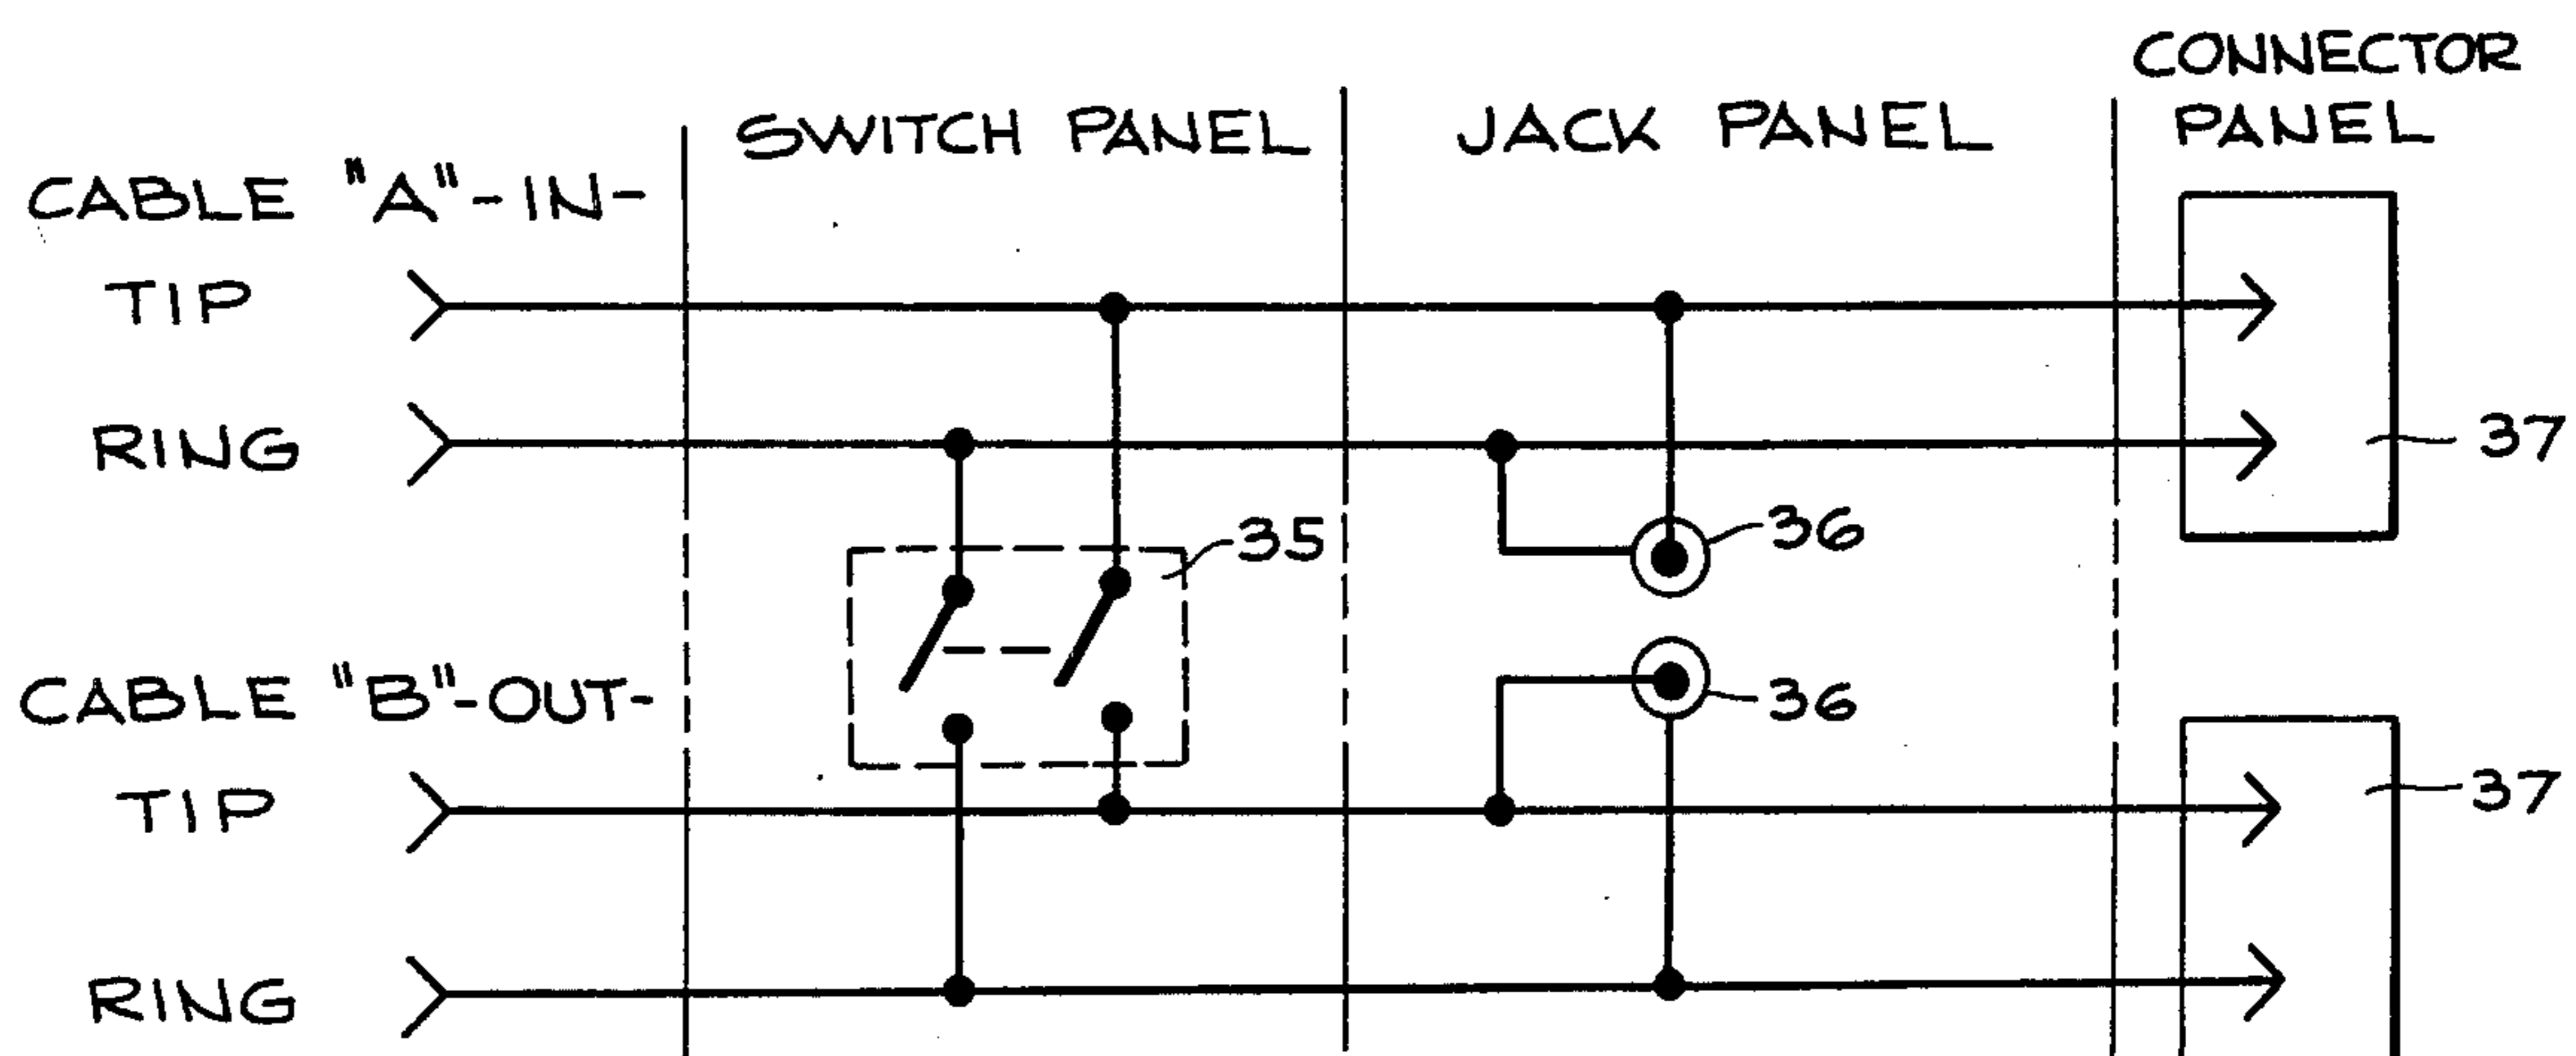 CONNECTOR
PANEL
SWITCH PANEL
JACK PANEL
CABLE "A"-IN-
TIP
RING
37
35
36
CABLE "B"-OUT-
36
TIP
37
RING